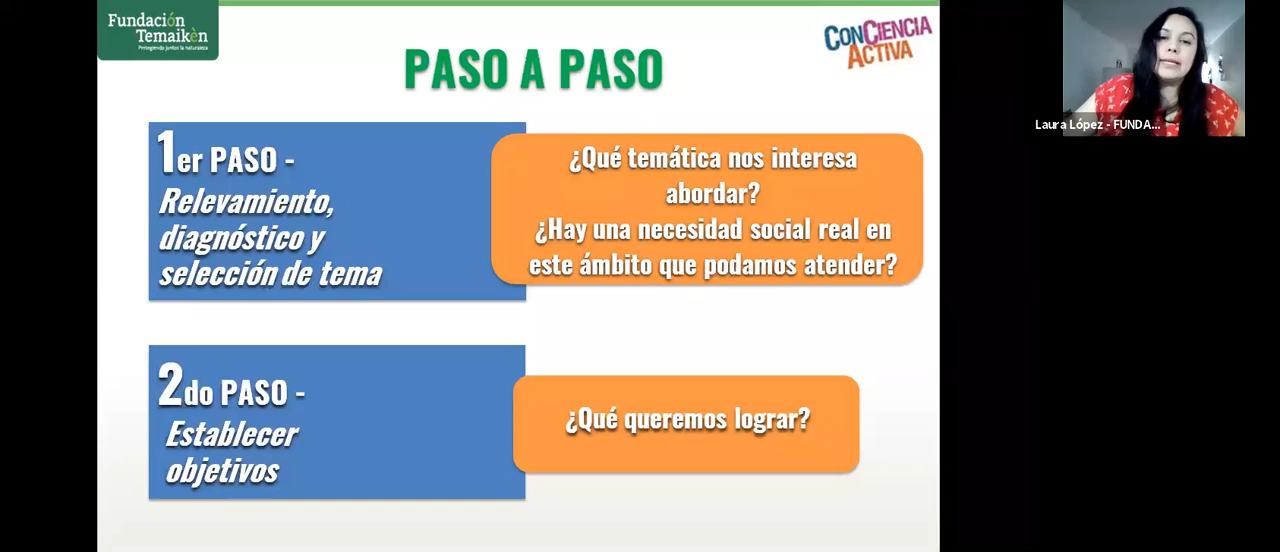 Fundación
Temaikèn
Protegiendo juntos la naturaleza
CONCIENCIA
ACTIVA
PASO A PASO
1er PASO -
Relevamiento,
diagnóstico y
selección de tema
¿Qué temática nos interesa
abordar?
¿Hay una necesidad social real en
este ámbito que podamos atender?
2do PASO -
Establecer
objetivos
¿Qué queremos lograr?
Laura López - FUNDA...